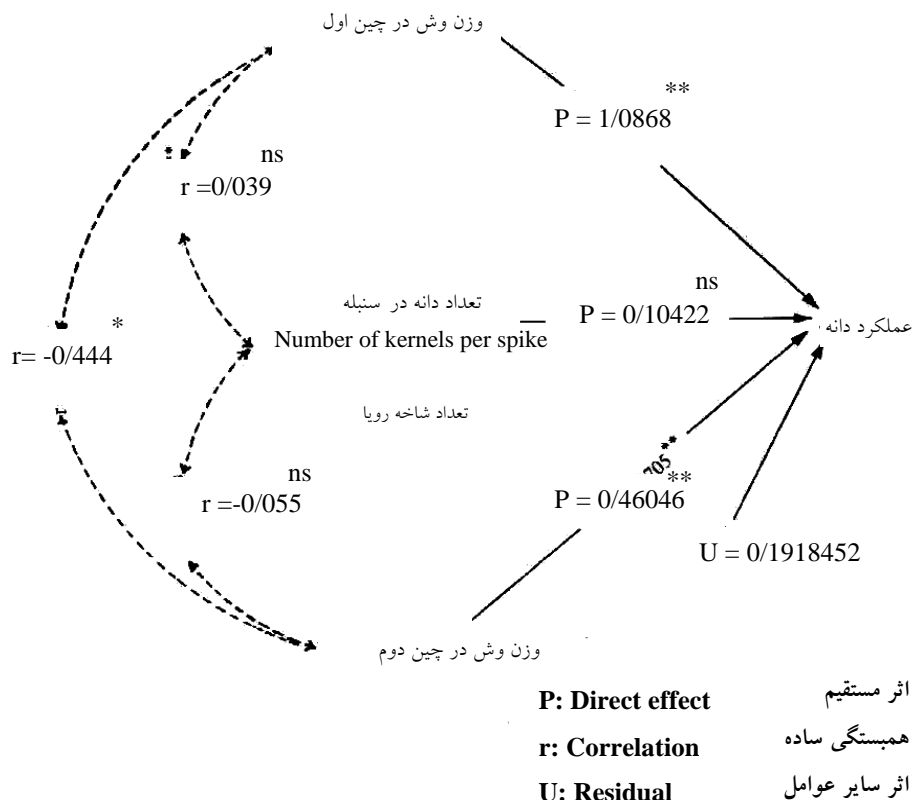 وزن وش در چین اول
**
P = 1/0868
ns
r =0/039
ns
تعداد دانه در سنبله
P = 0/10422
*
عملکرد دانه
Number of kernels per spike
r= -0/444
تعداد شاخه رویا
705**
ns
**
r =-0/055
P = 0/46046
U = 0/1918452
وزن وش در چین دوم
P: Direct effect اثر مستقیم
r: Correlation همبستگی ساده
U: Residual اثر سایر عوامل